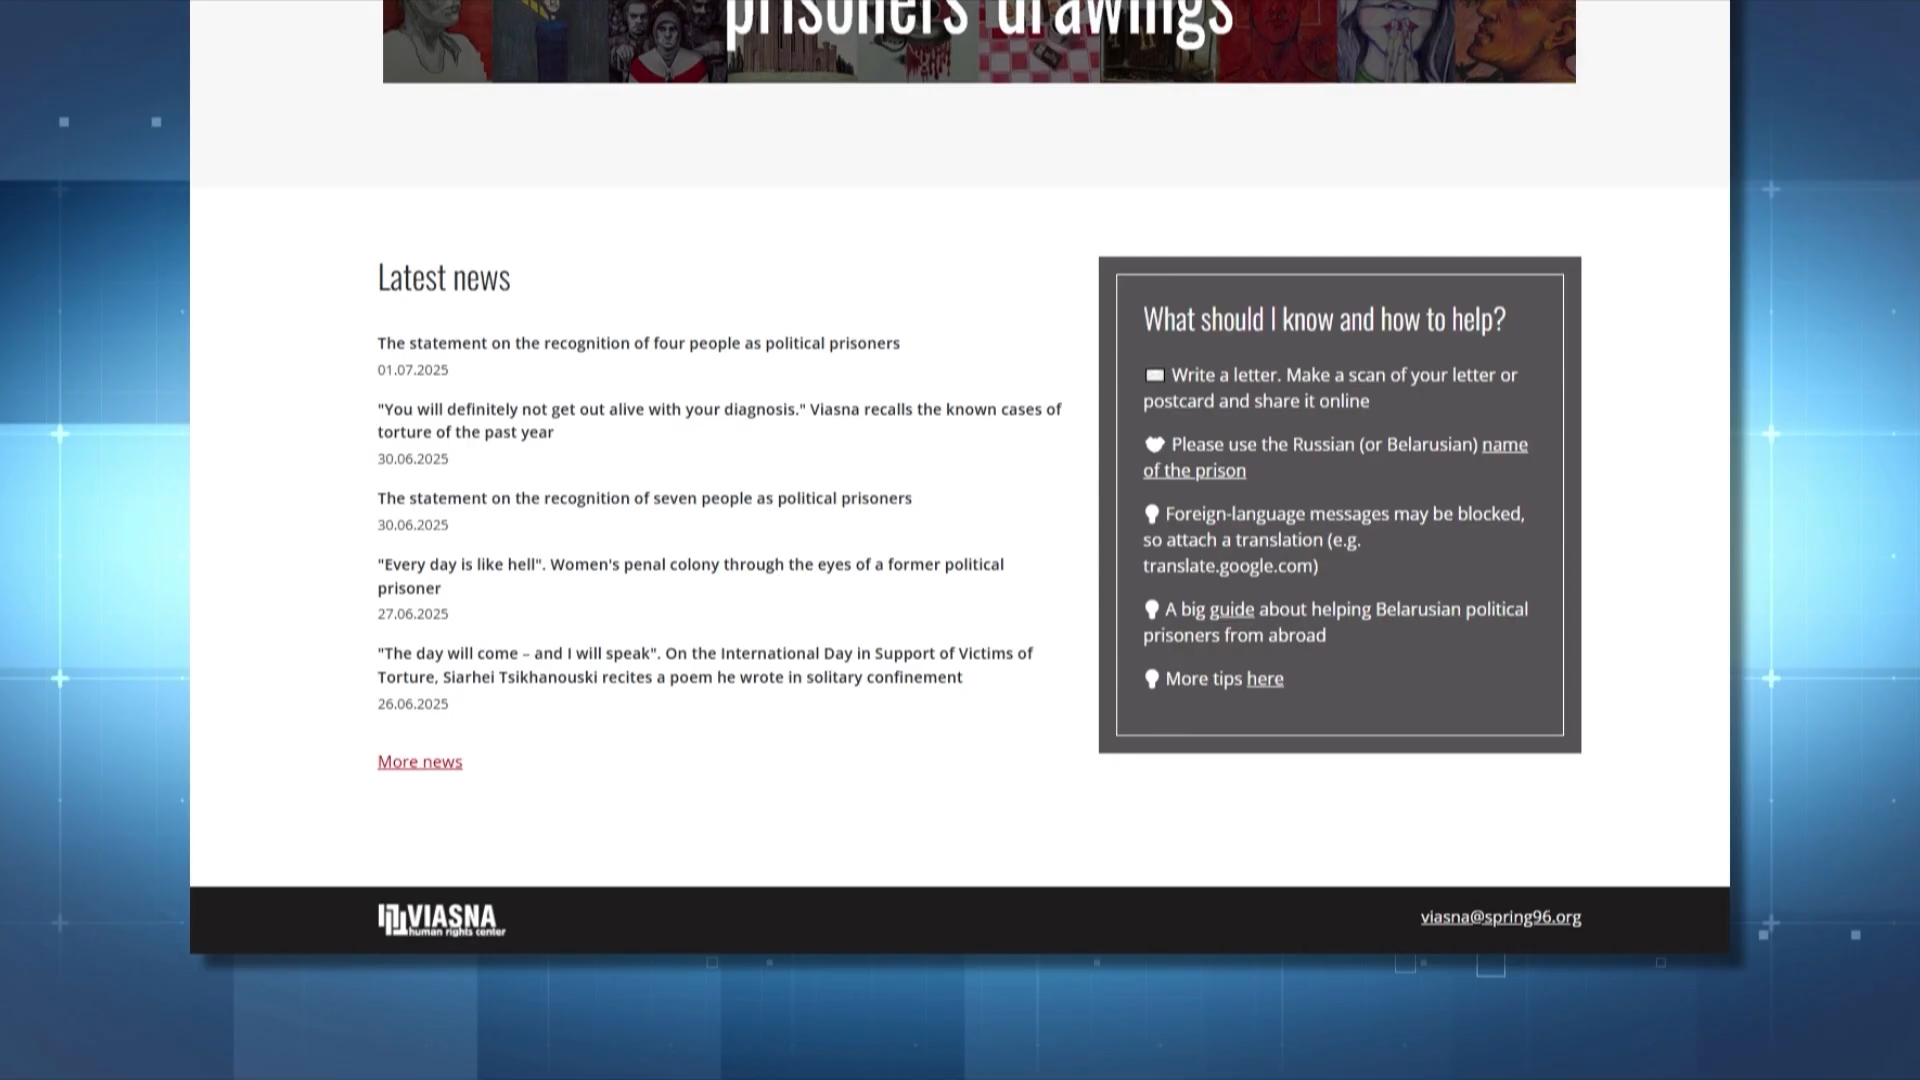 prisoners drawings
Latest news
The statement on the recognition of four people as political prisoners
01.07.2025
"You will definitely not get out alive with your diagnosis." Viasna recalls the known cases of
torture of the past year
30.06.2025
The statement on the recognition of seven people as political prisoners
30.06.2025
"Every day is like hell". Women's penal colony through the eyes of a former political
prisoner
27.06.2025
"The day will come – and I will speak". On the International Day in Support of Victims of
Torture, Siarhei Tsikhanouski recites a poem he wrote in solitary confinement
26.06.2025
More news
What should I know and how to help?
Write a letter. Make a scan of your letter or
postcard and share it online
Please use the Russian (or Belarusian) name
of the prison
Foreign-language messages may be blocked,
so attach a translation (e.g.
translate.google.com)
A big guide about helping Belarusian political
prisoners from abroad
More tips here
VIASNA
human rights center
viasna@spring96.org